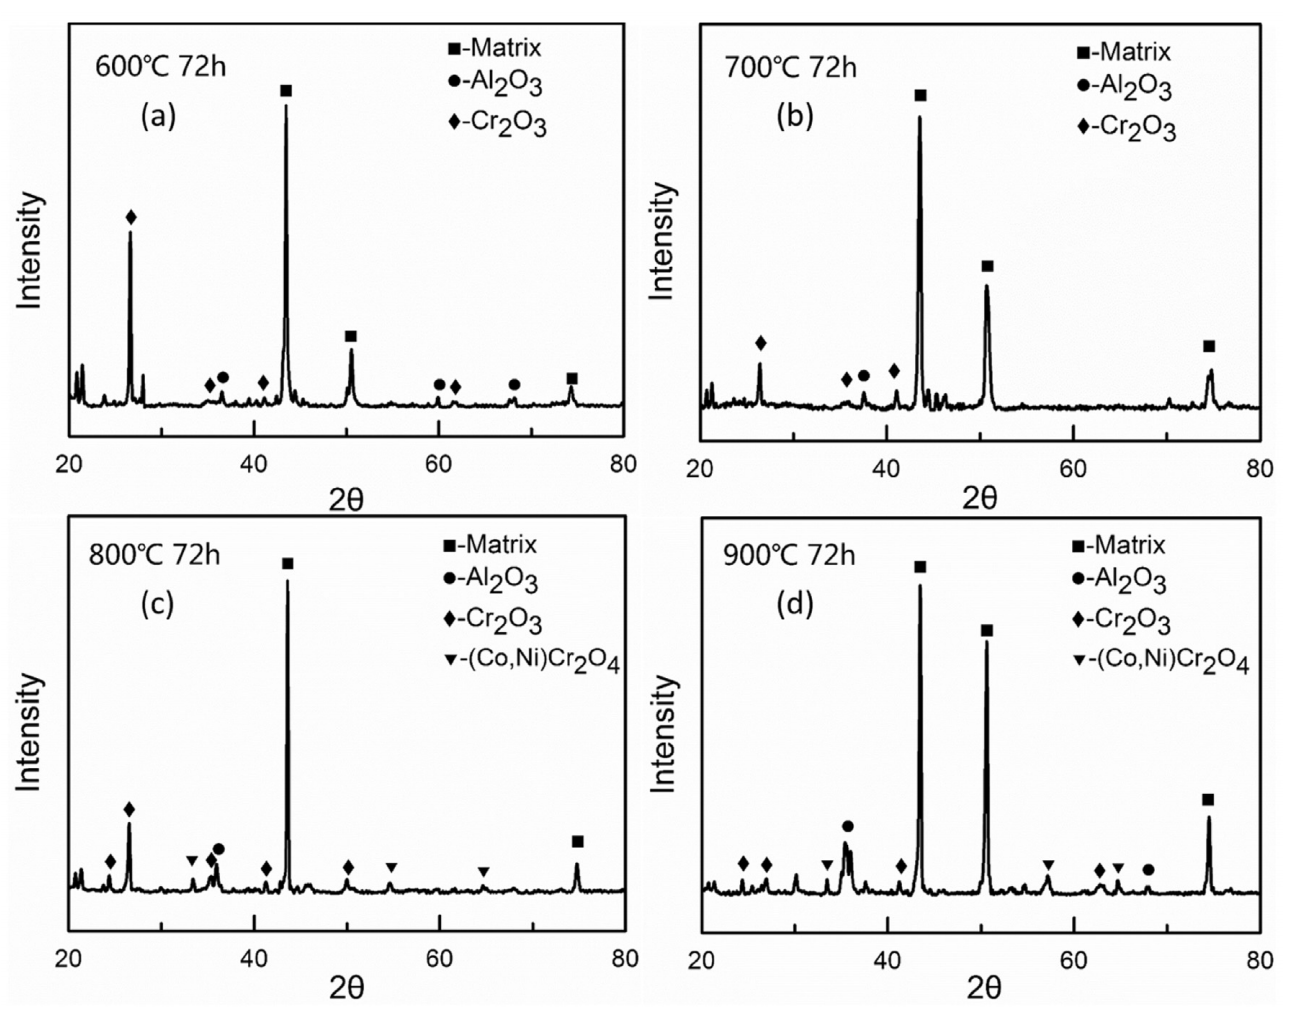 600℃ 72h
(a)
■-Matrix
●-Al2O3
♦-Cr2O3
Intensity
20 40 60 80
2θ
700℃ 72h
(b)
■-Matrix
●-Al2O3
♦-Cr2O3
Intensity
20 40 60 80
2θ
800℃ 72h
(c)
■-Matrix
●-Al2O3
♦-Cr2O3
▼-(Co,Ni)Cr2O4
Intensity
20 40 60 80
2θ
900℃ 72h
(d)
■-Matrix
●-Al2O3
♦-Cr2O3
▼-(Co,Ni)Cr2O4
Intensity
20 40 60 80
2θ